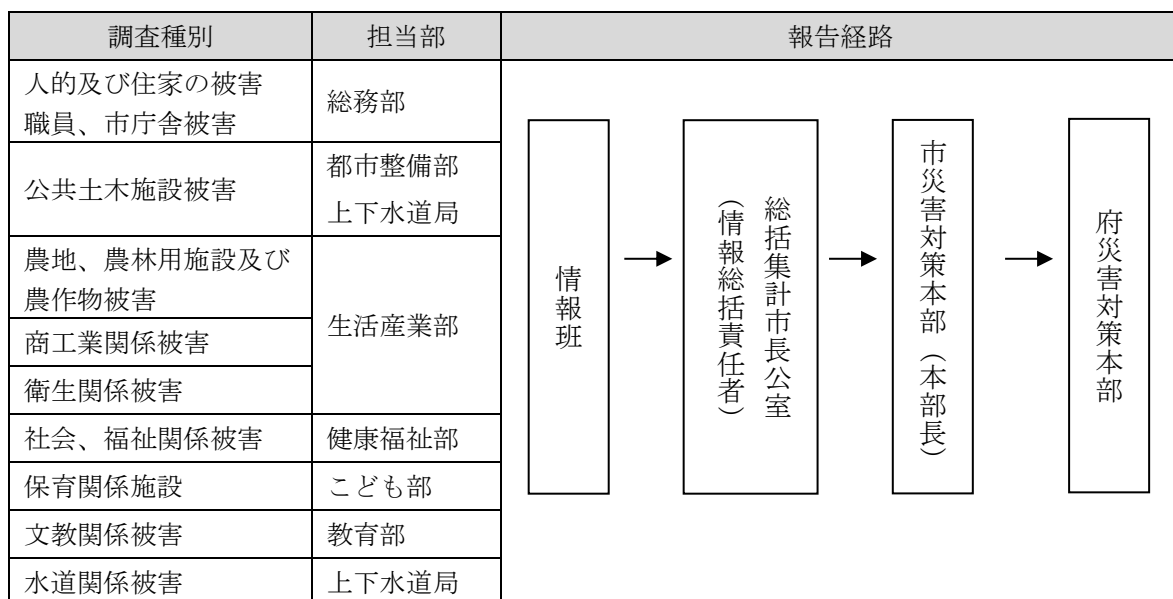 調査種別
担当部
報告経路
人的及び住家の被害
職員、市庁舎被害
総務部
公共土木施設被害
都市整備部
上下水道局
農地、農林用施設及び
農作物被害
生活産業部
商工業関係被害
衛生関係被害
社会、福祉関係被害
健康福祉部
保育関係施設
こども部
文教関係被害
教育部
水道関係被害
上下水道局
情報班
総括集計市長公室
（情報総括責任者）
市災害対策本部（本部長）
府災害対策本部